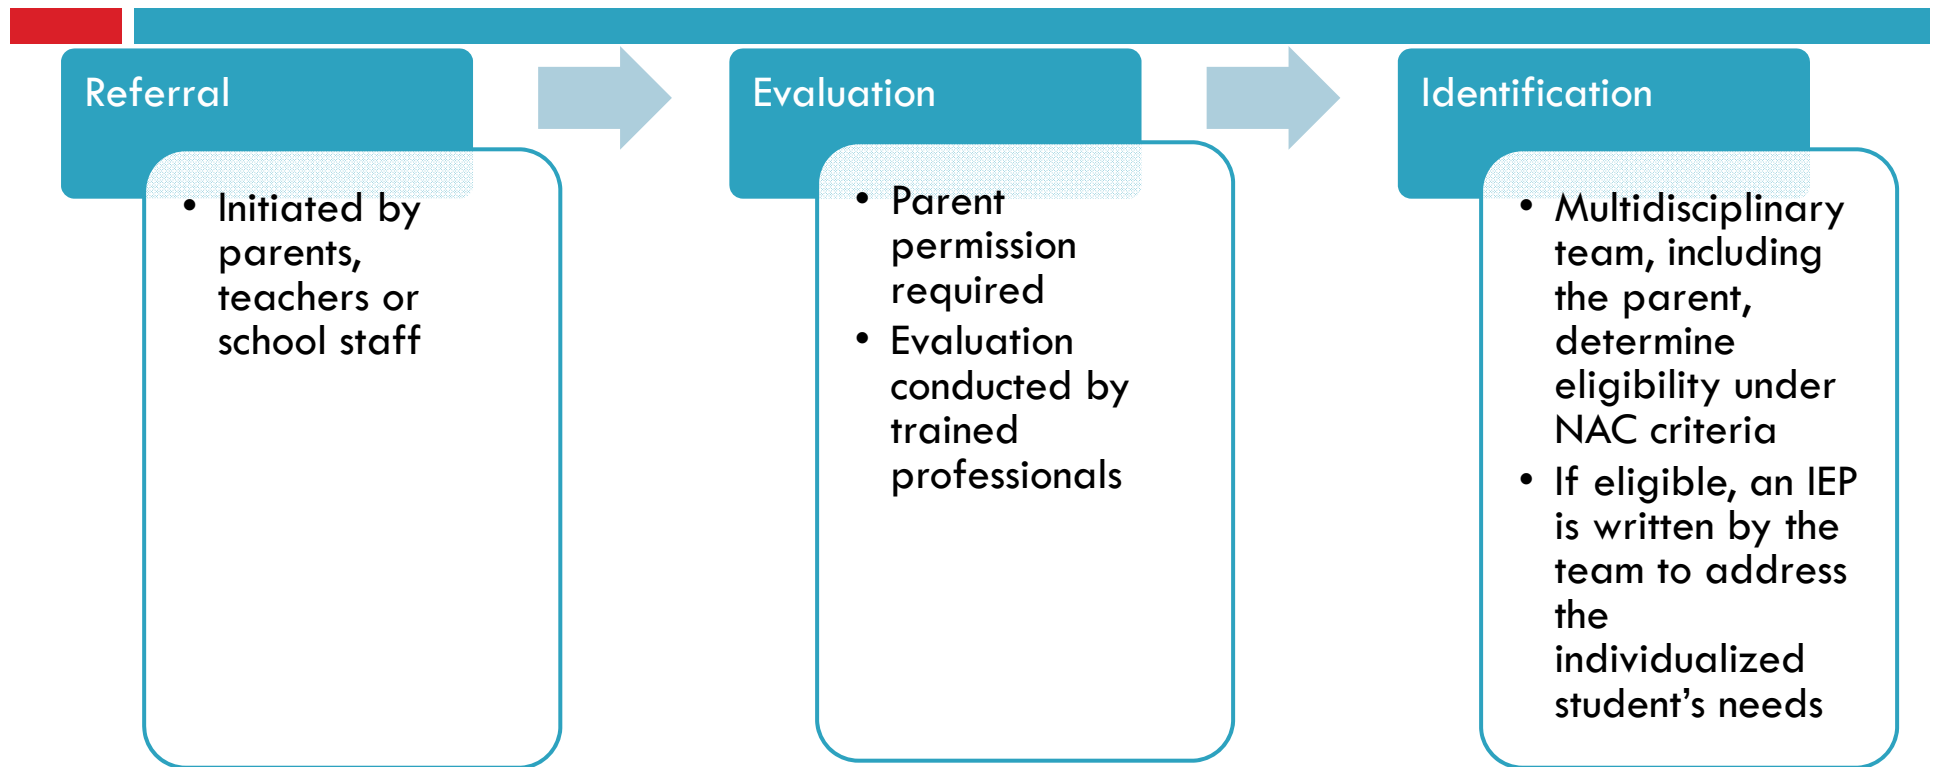 Referral
• Initiated by
parents,
teachers or
school staff
Evaluation
• Parent
permission
required
• Evaluation
conducted by
trained
professionals
Identification
• Multidisciplinary
team, including
the parent,
determine
eligibility under
NAC criteria
• If eligible, an IEP
is written by the
team to address
the
individualized
student’s needs